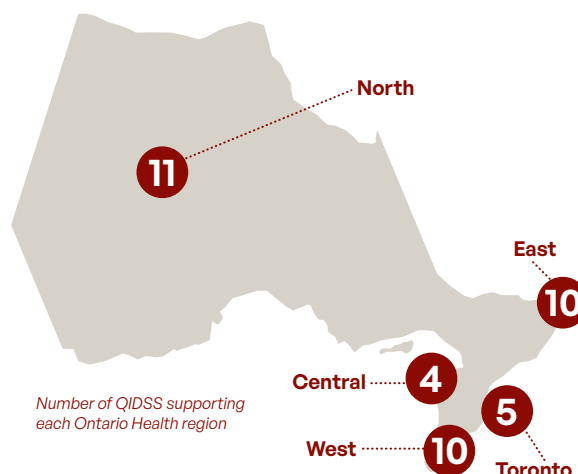 North
11
East
10
Central
4
5
West
10
Toronto
Number of QIDSS supporting
each Ontario Health region